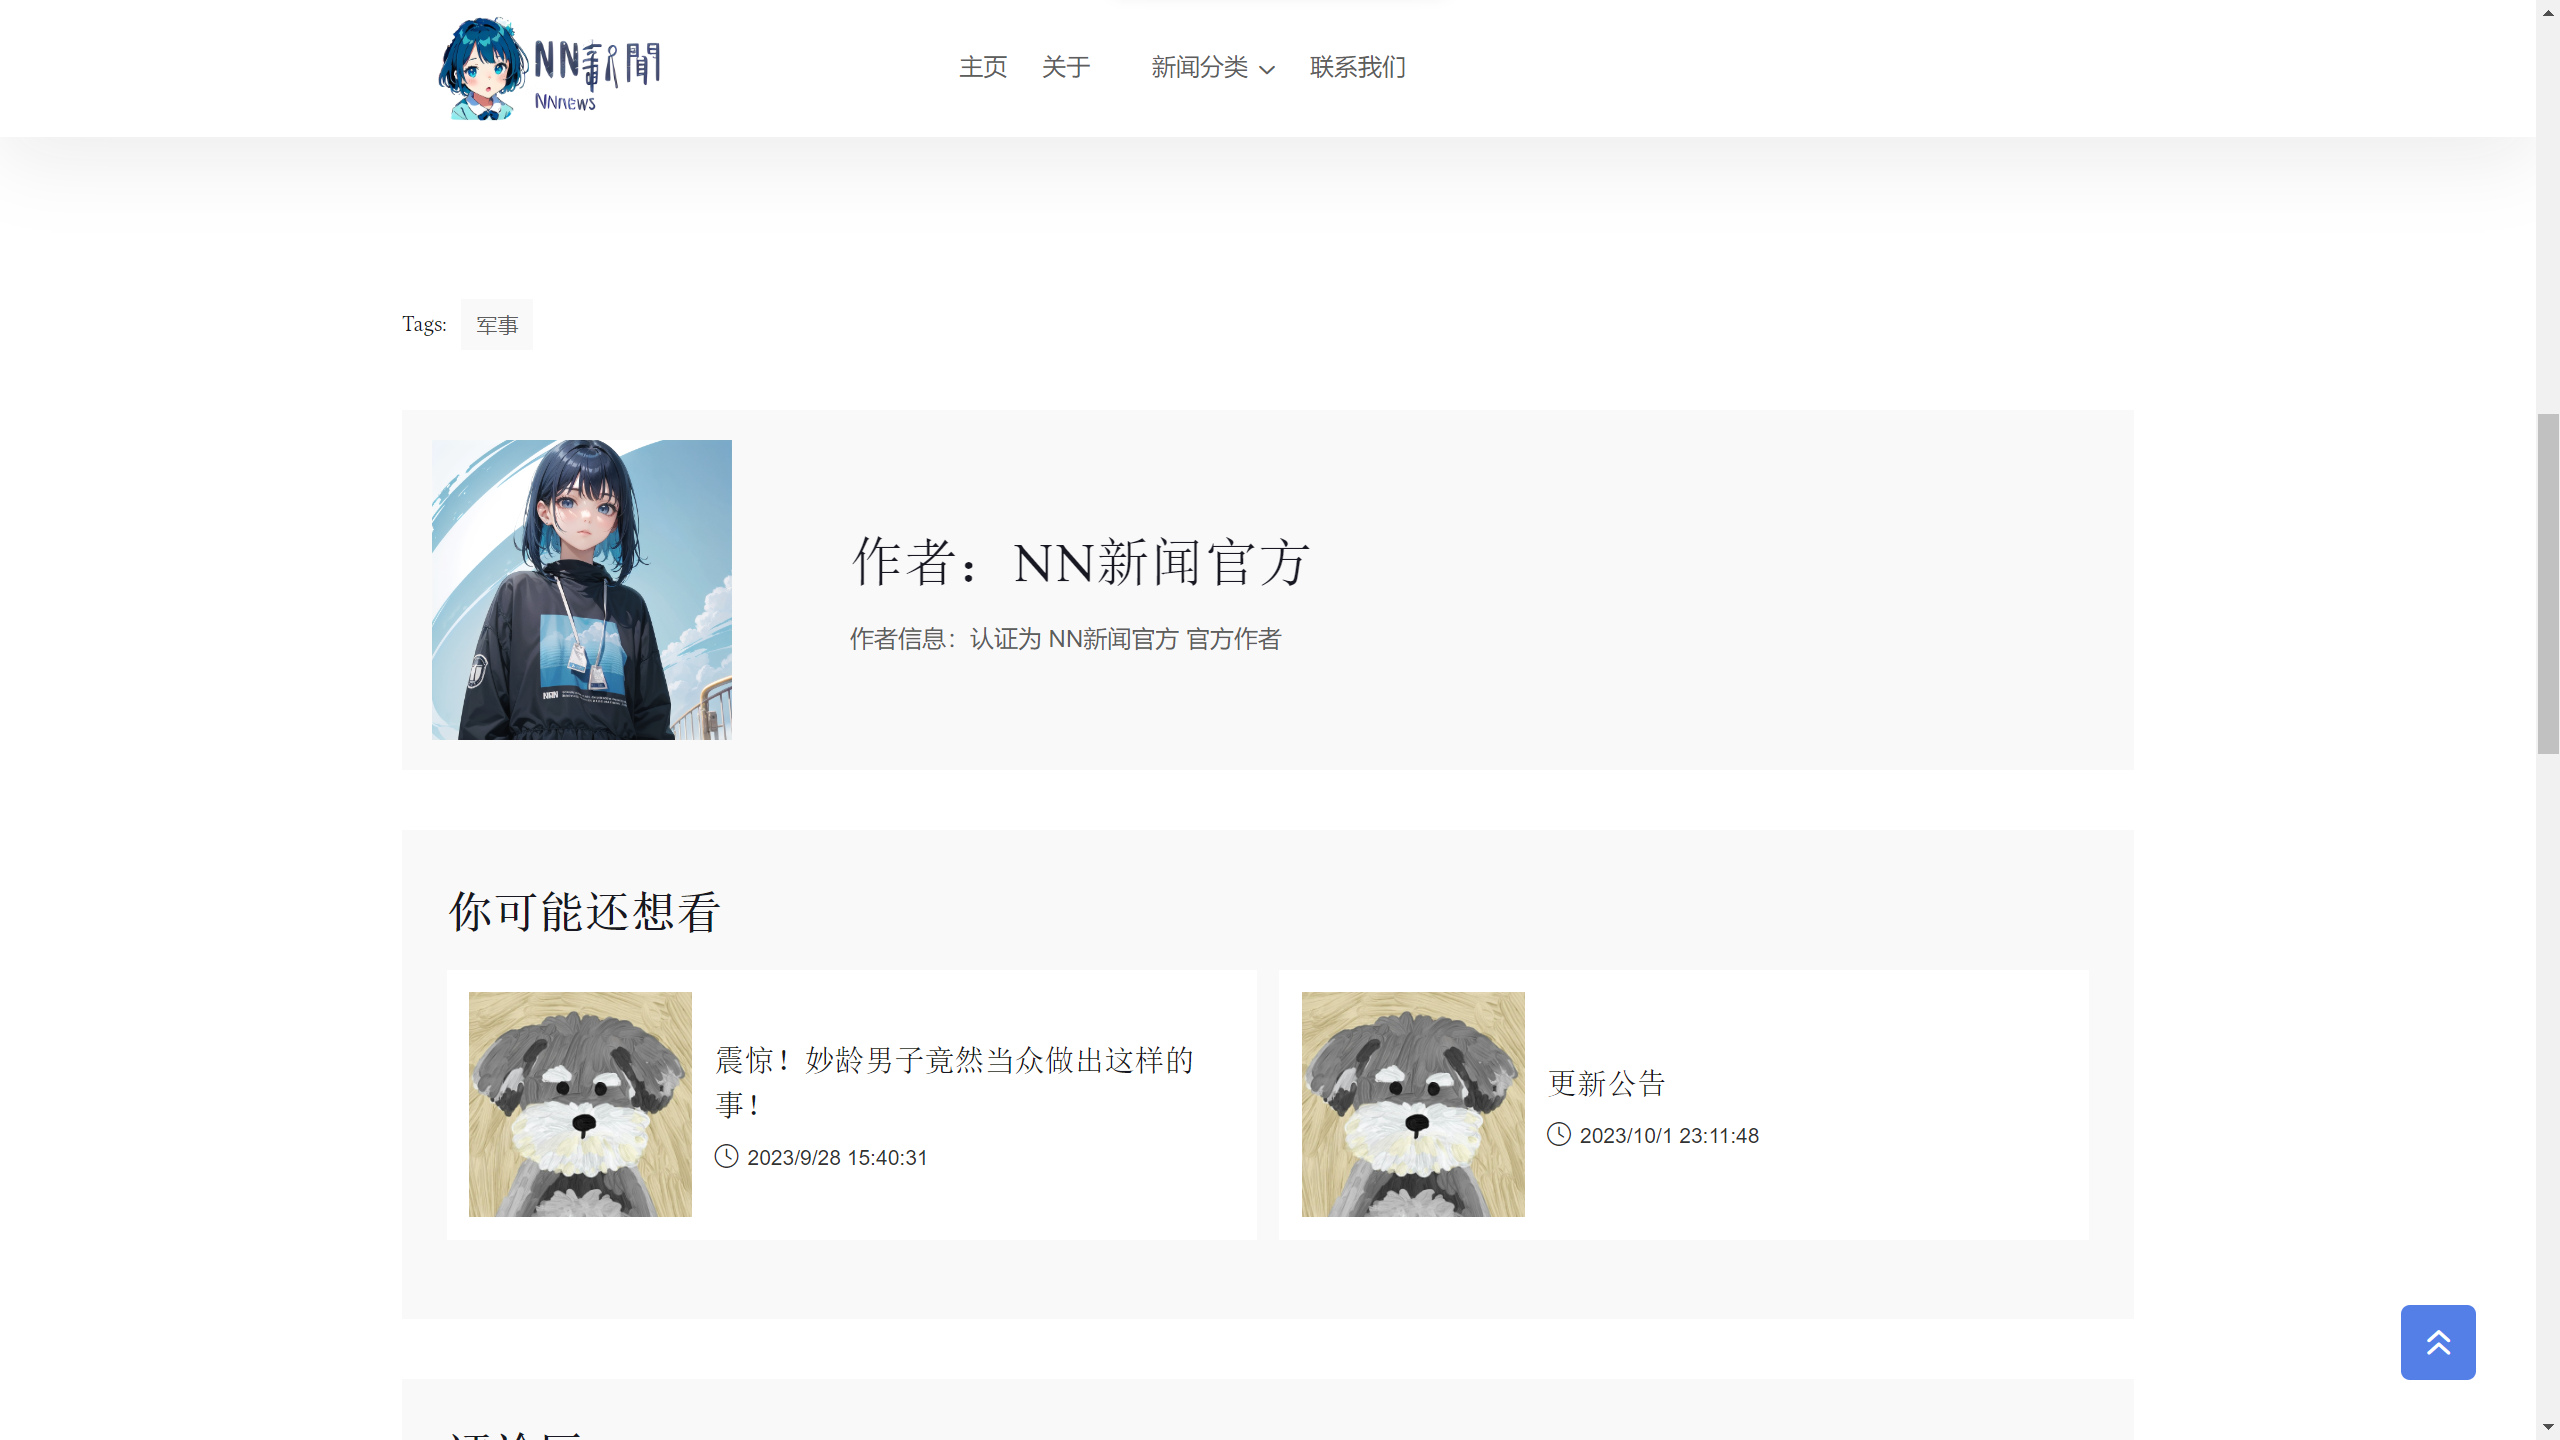 NN新聞
NNnews
主页 关于 新闻分类 联系我们
Tags: 军事
作者：NN新闻官方
作者信息：认证为 NN新闻官方 官方作者
你可能还想看
震惊！妙龄男子竟然当众做出这样的
事！
2023/9/28 15:40:31
更新公告
2023/10/1 23:11:48